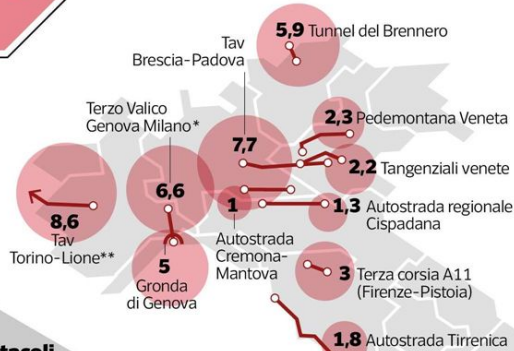 5,9 Tunnel del Brennero
Tav
Brescia-Padova
Terzo Valico
Genova Milano*
2,3 Pedemontana Veneta
7,7
2,2 Tangenziali venete
6,6
1
1,3 Autostrada regionale
Cispadana
8,6
Tav
Torino-Lione**
Autostrada
Cremona-
Mantova
5
Gronda
di Genova
3 Terza corsia A11
(Firenze-Pistoia)
1,8 Autostrada Tirrenica